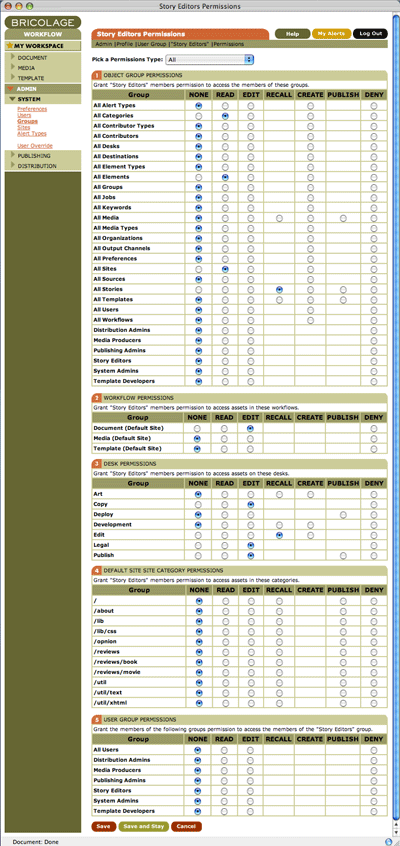 Story Editors Permissions
BRICOLAGE
WORKFLOW
MY WORKSPACE
DOCUMENT
MEDIA
TEMPLATE
ADMIN
SYSTEM
Preferences
Users
Groups
Sites
Alert Types
User Override
PUBLISHING
DISTRIBUTION
Story Editors Permissions
Help
My Alerts
Log Out
Admin |Profile |User Group |"Story Editors" |Permissions
Pick a Permissions Type: All
1 OBJECT GROUP PERMISSIONS
Grant "Story Editors" members permission to access the members of these groups.
Group NONE READ EDIT RECALL CREATE PUBLISH DENY
All Alert Types
All Categories
All Contributor Types
All Contributors
All Desks
All Destinations
All Element Types
All Elements
All Groups
All Jobs
All Keywords
All Media
All Media Types
All Organizations
All Output Channels
All Preferences
All Sites
All Sources
All Stories
All Templates
All Users
All Workflows
Distribution Admins
Media Producers
Publishing Admins
Story Editors
System Admins
Template Developers
2 WORKFLOW PERMISSIONS
Grant "Story Editors" members permission to access assets in these workflows.
Group NONE READ EDIT RECALL CREATE PUBLISH DENY
Document (Default Site)
Media (Default Site)
Template (Default Site)
3 DESK PERMISSIONS
Grant "Story Editors" members permission to access assets on these desks.
Group NONE READ EDIT RECALL CREATE PUBLISH DENY
Art
Copy
Deploy
Development
Edit
Legal
Publish
4 DEFAULT SITE SITE CATEGORY PERMISSIONS
Grant "Story Editors" members permission to access assets in these categories.
Group NONE READ EDIT RECALL CREATE PUBLISH DENY
/
/about
/lib
/lib/css
/opnion
/reviews
/reviews/book
/reviews/movie
/util
/util/text
/util/xhtml
5 USER GROUP PERMISSIONS
Grant the members of the following groups permission to access the members of the "Story Editors" group.
Group NONE READ EDIT RECALL CREATE PUBLISH DENY
All Users
Distribution Admins
Media Producers
Publishing Admins
Story Editors
System Admins
Template Developers
Save
Save and Stay
Cancel
Document: Done